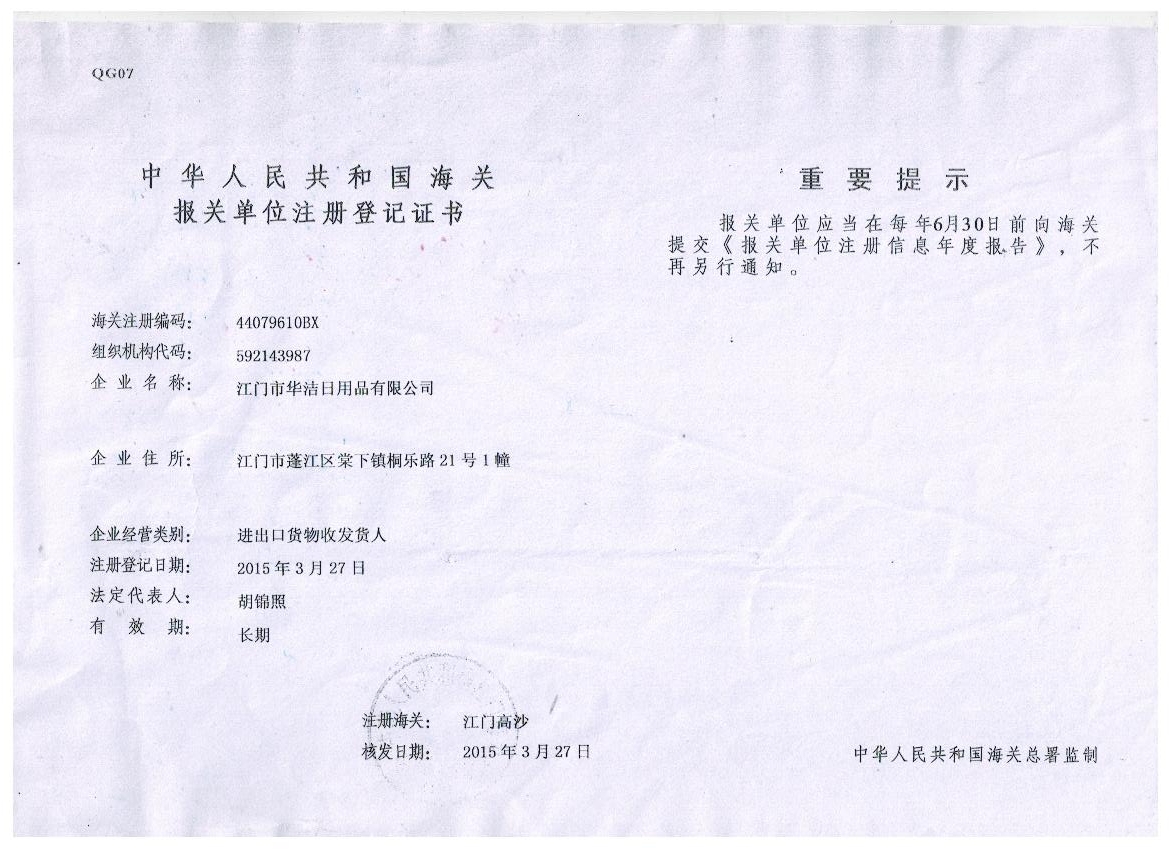 QG07
中华人民共和国海关
报关单位注册登记证书
海关注册编码： 44079610BX
组织机构代码： 592143987
企业名称： 江门市华洁日用品有限公司
企业住所： 江门市蓬江区棠下镇桐乐路21号1幢
企业经营类别： 进出口货物收发货人
注册登记日期： 2015年3月27日
法定代表人： 胡锦照
有效期： 长期
注册海关： 江门高沙
核发日期： 2015年3月27日
重要提示
报关单位应当在每年6月30日前向海关
提交《报关单位注册信息年度报告》，不
再另行通知。
中华人民共和国海关总署监制